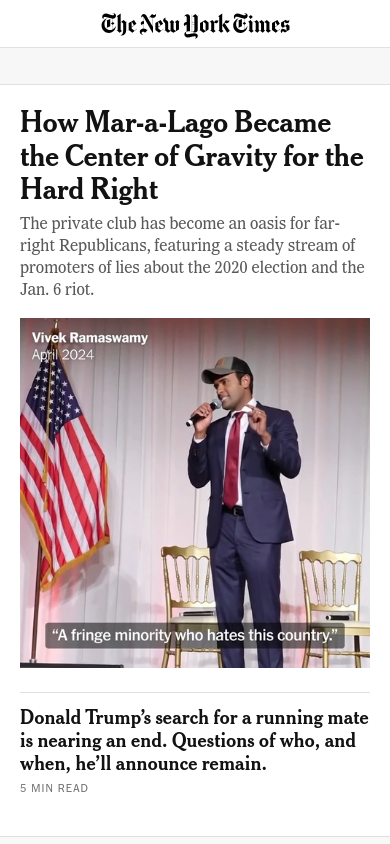 The New York Times
How Mar-a-Lago Became
the Center of Gravity for the
Hard Right
The private club has become an oasis for far-
right Republicans, featuring a steady stream of
promoters of lies about the 2020 election and the
Jan. 6 riot.
Vivek Ramaswamy
April 2024
“A fringe minority who hates this country.”
Donald Trump’s search for a running mate
is nearing an end. Questions of who, and
when, he’ll announce remain.
5 MIN READ